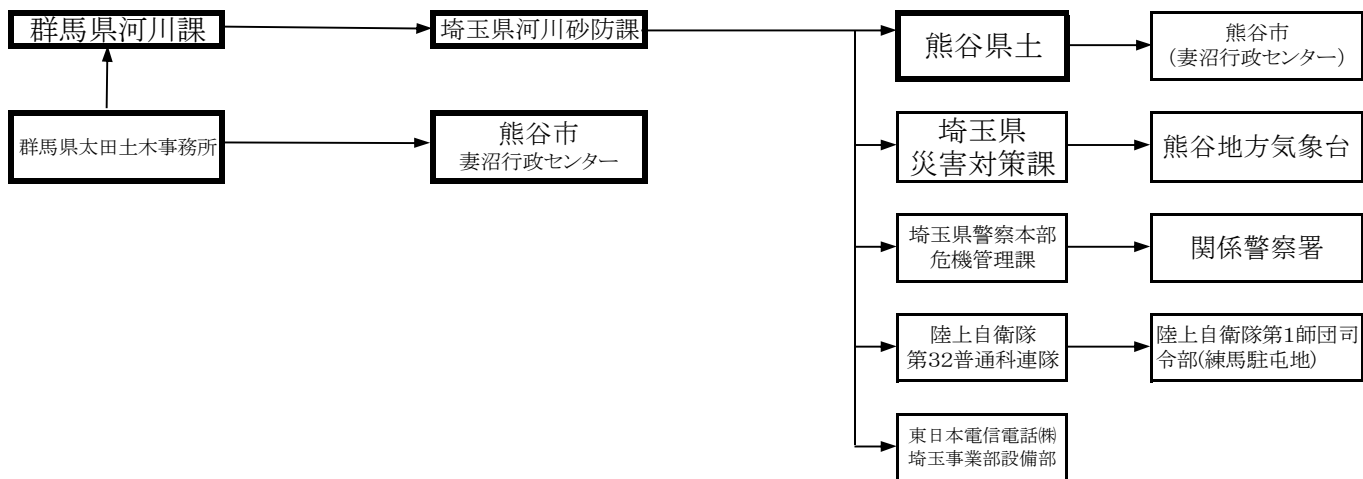 群馬県河川課
埼玉県河川砂防課
熊谷県土
熊谷市
(妻沼行政センター)
群馬県太田土木事務所
熊谷市
妻沼行政センター
埼玉県
災害対策課
熊谷地方気象台
埼玉県警察本部
危機管理課
関係警察署
陸上自衛隊
第32普通科連隊
陸上自衛隊第1師団司
令部(練馬駐屯地)
東日本電信電話㈱
埼玉事業部設備部